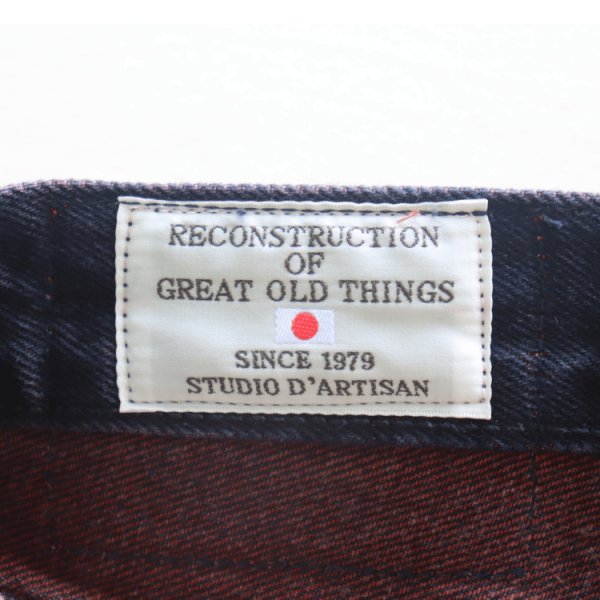 RECONSTRUCTION
OF
GREAT OLD THINGS
SINCE 1979
STUDIO D'ARTISAN